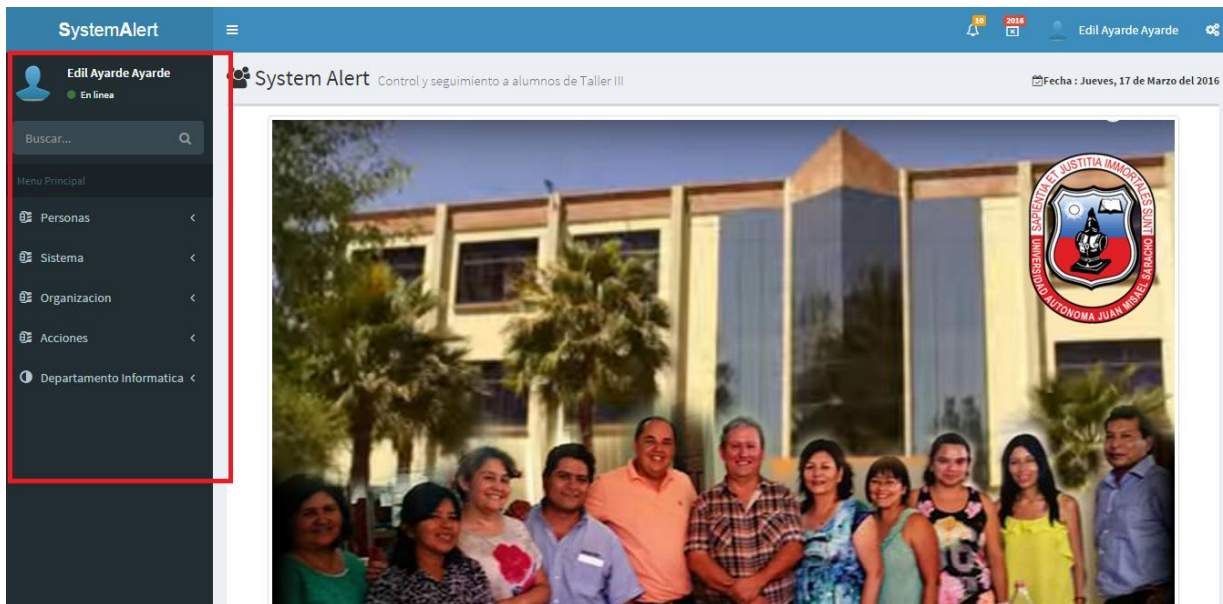 SystemAlert
10
2016
Edil Ayarde Ayarde
Edil Ayarde Ayarde
En linea
System Alert Control y seguimiento a alumnos de Taller III
Fecha : Jueves, 17 de Marzo del 2016
Buscar...
Menu Principal
Personas
Sistema
Organizacion
Acciones
Departamento Informatica
SAPIENTIA ET JUSTITIA IMMORTALES SUNT
UNIVERSIDAD AUTONOMA JUAN MISAEL SARACHO